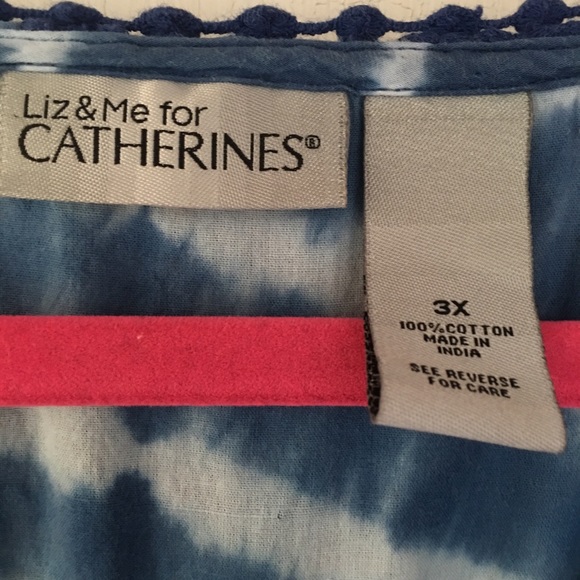 Liz & Me for
CATHERINES®
3X
100% COTTON
MADE IN
INDIA
SEE REVERSE
FOR CARE